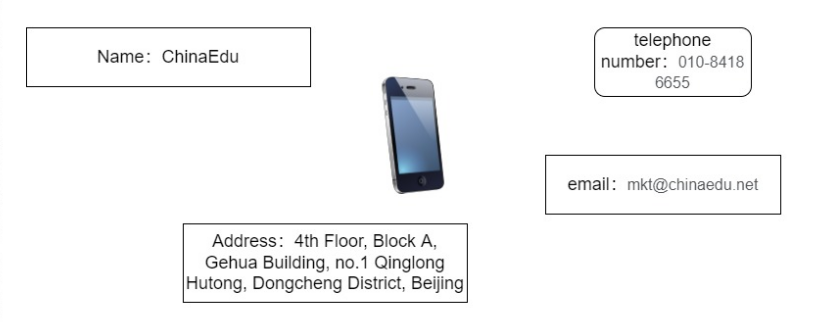 Name：ChinaEdu
telephone
number：010-8418
6655
email：mkt@chinaedu.net
Address：4th Floor, Block A,
Gehua Building, no.1 Qinglong
Hutong, Dongcheng District, Beijing